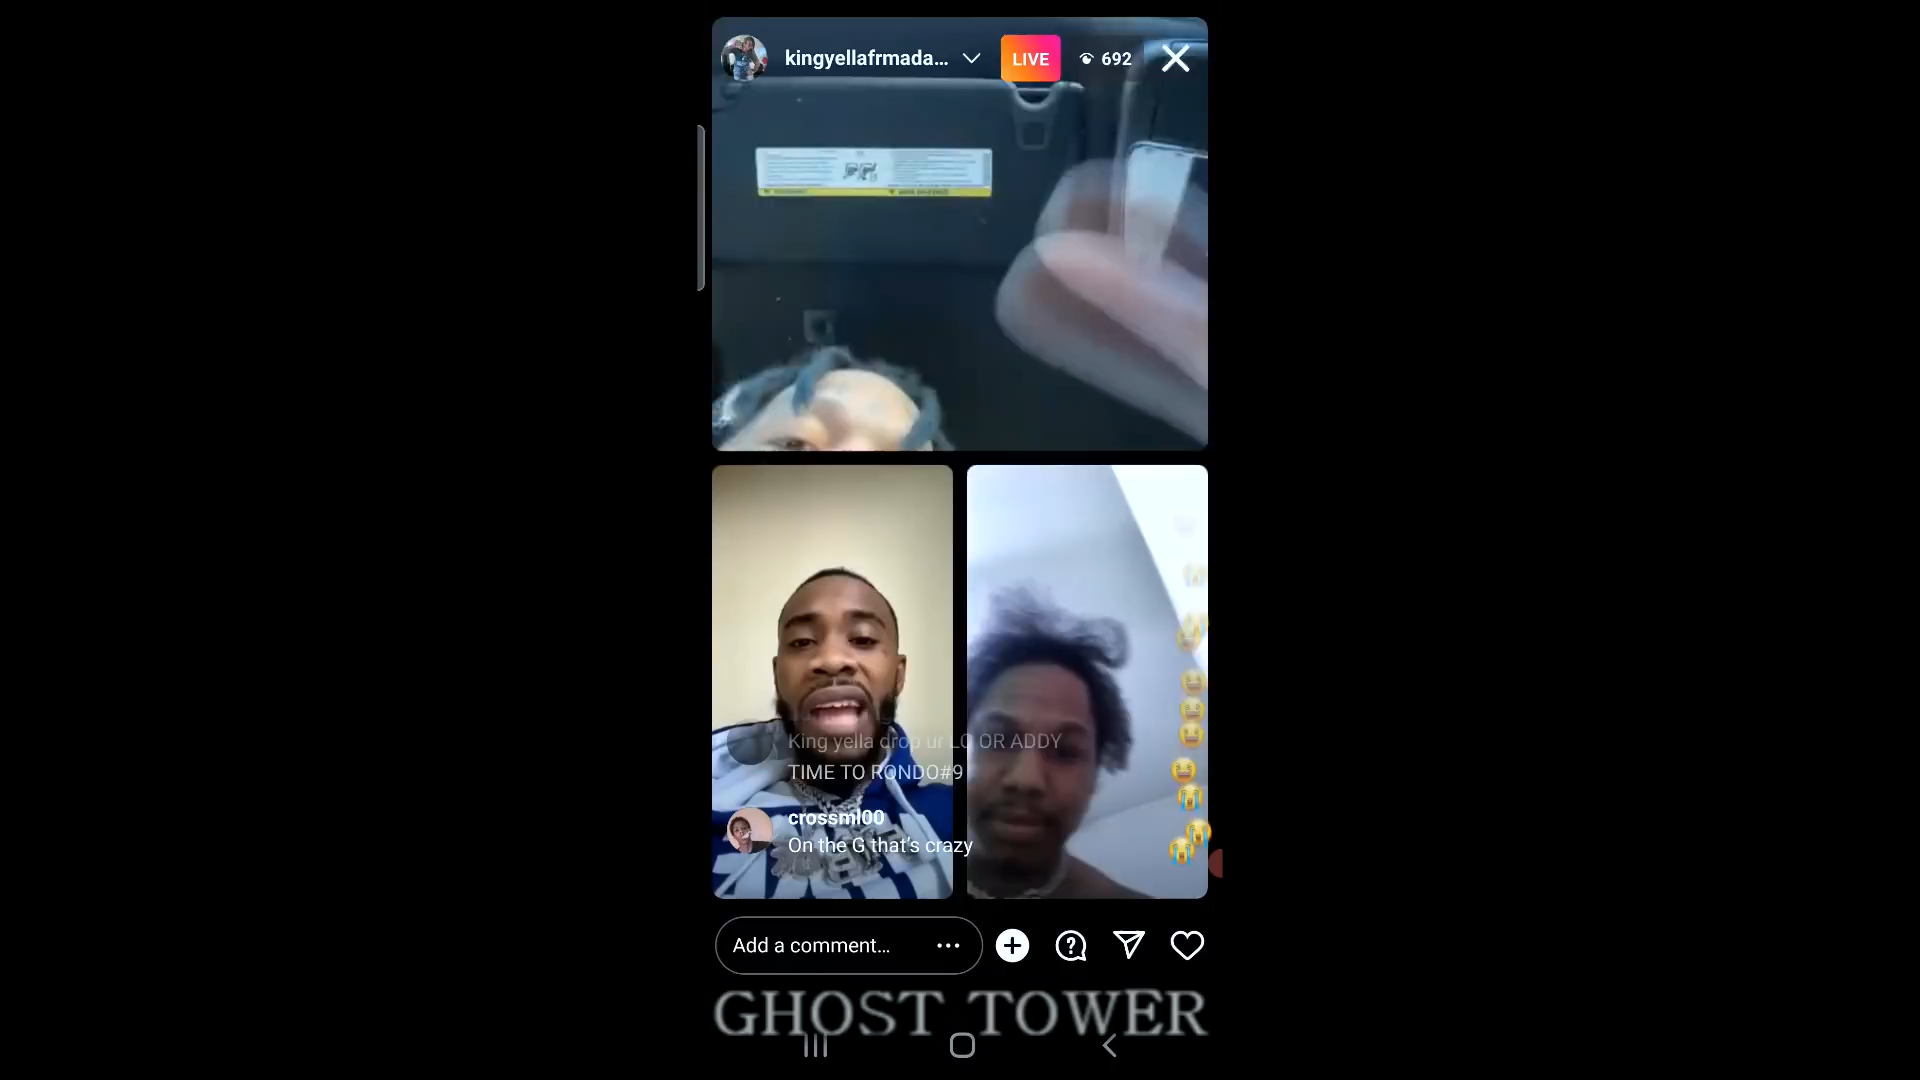 kingyellafrmada...
LIVE
692
King yella drop ur LO OR ADDY
TIME TO RONDO#9
crossml00
On the G that's crazy
Add a comment...
GHOST TOWER